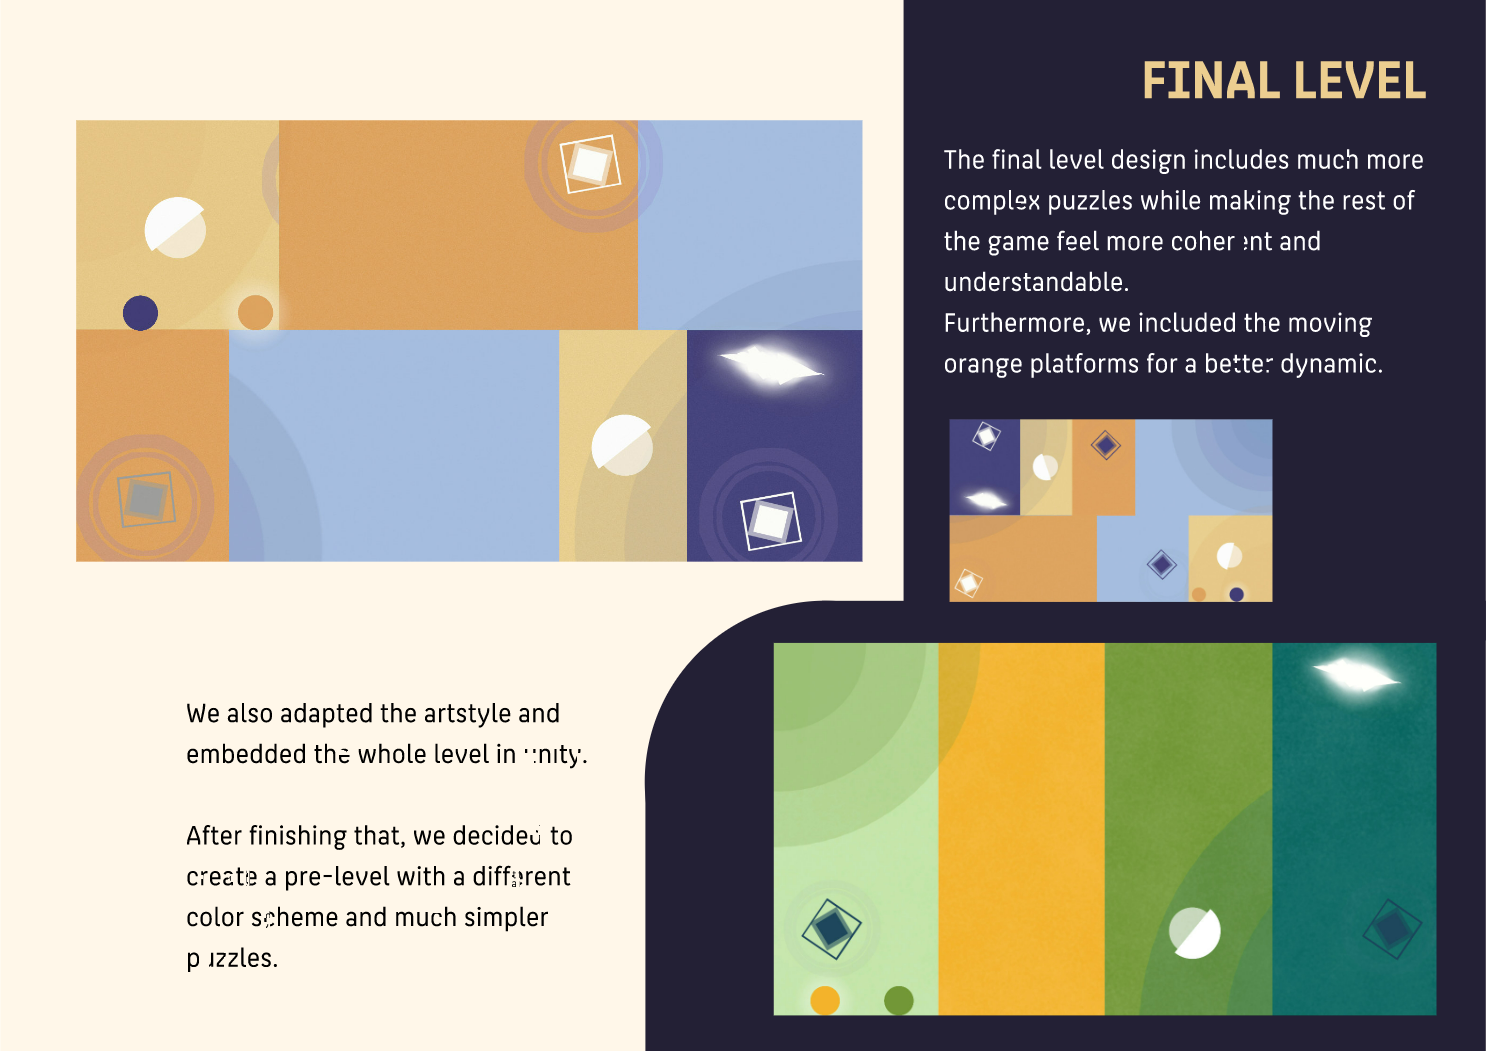 FINAL LEVEL
The final level design includes much more
complex puzzles while making the rest of
the game feel more coherent and
understandable.
Furthermore, we included the moving
orange platforms for a better dynamic.
We also adapted the artstyle and
embedded the whole level in Unity.
After finishing that, we decided to
create a pre-level with a different
color scheme and much simpler
puzzles.